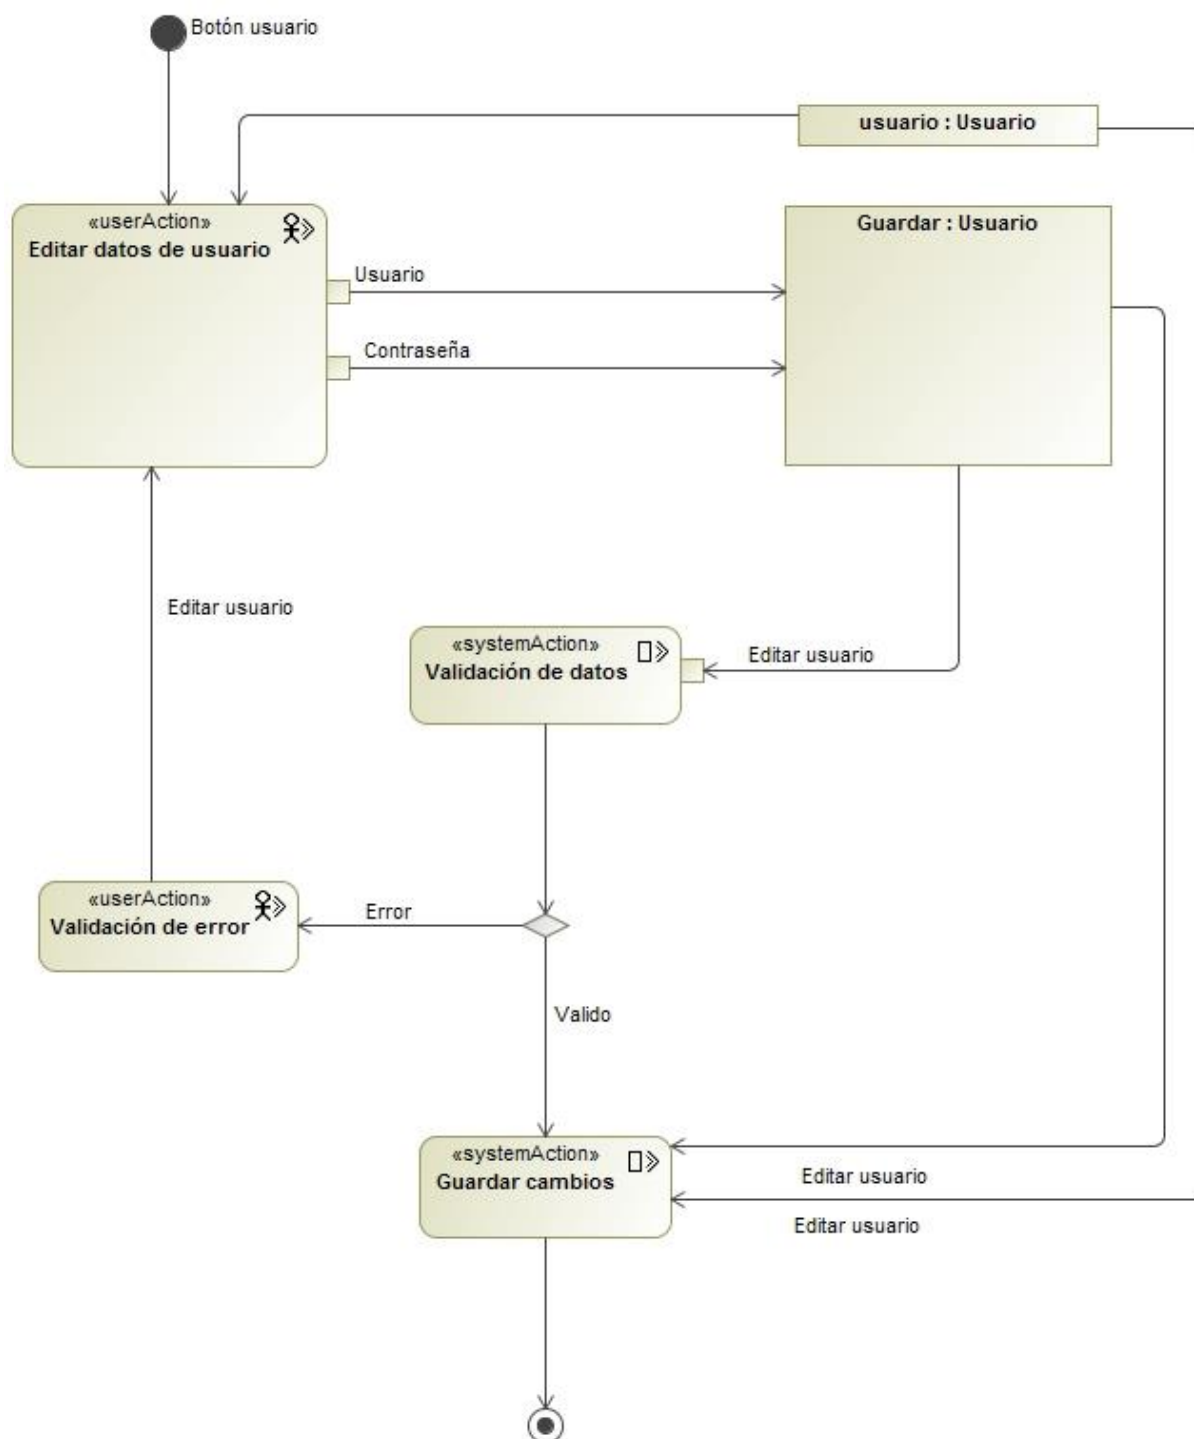 Botón usuario
usuario : Usuario
«userAction»
Editar datos de usuario
Guardar : Usuario
Usuario
Contraseña
Editar usuario
«systemAction»
Validación de datos
Editar usuario
«userAction»
Validación de error
Error
Valido
«systemAction»
Guardar cambios
Editar usuario
Editar usuario